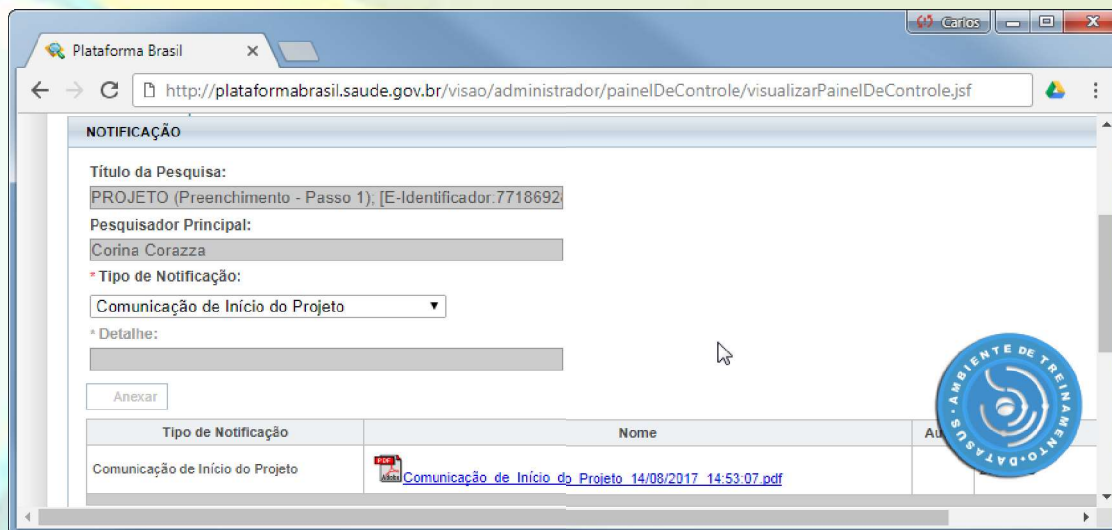 Carlos
Plataforma Brasil
http://plataformabrasil.saude.gov.br/visao/administrador/painelDeControle/visualizarPainelDeControle.jsf
NOTIFICAÇÃO
Título da Pesquisa:
PROJETO (Preenchimento - Passo 1); [E-Identificador:7718692
Pesquisador Principal:
Corina Corazza
* Tipo de Notificação:
Comunicação de Início do Projeto
* Detalhe:
Anexar
Tipo de Notificação Nome Au
Comunicação de Início do Projeto PDF Adobe Comunicação_de_Início_do_Projeto_14/08/2017_14:53:07.pdf
AMBIENTE DE TREINAMENTO • DATASUS •